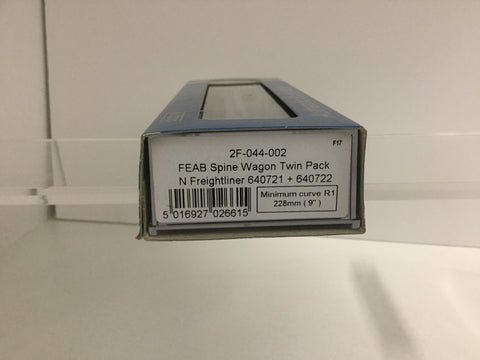 F17
2F-044-002
FEAB Spine Wagon Twin Pack
N Freightliner 640721 + 640722
Minimum curve R1
228mm ( 9" )
5 016927 026615